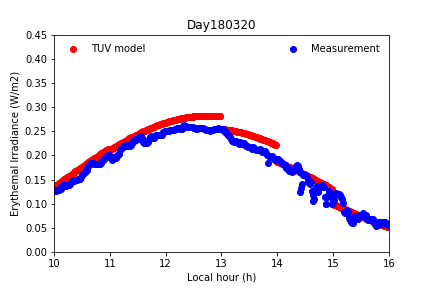 Day180320
0.45
0.40
0.35
0.30
0.25
0.20
0.15
0.10
0.05
0.00
Erythemal Irradiance (W/m2)
TUV model
Measurement
10 11 12 13 14 15 16
Local hour (h)